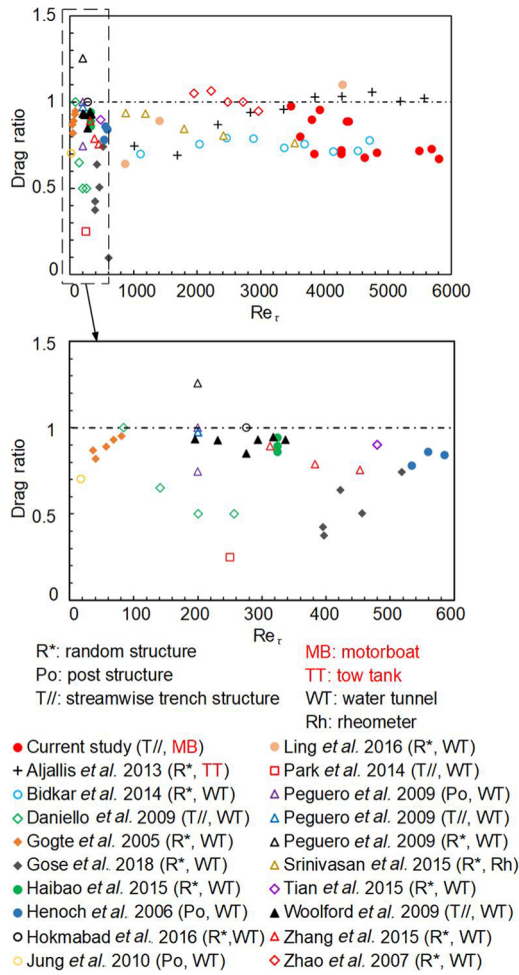 1.5
1
0.5
0
Drag ratio
0 1000 2000 3000 4000 5000 6000
Reτ
1.5
1
0.5
0
Drag ratio
0 100 200 300 400 500 600
Reτ
R*: random structure
MB: motorboat
Po: post structure
TT: tow tank
T//: streamwise trench structure
WT: water tunnel
Rh: rheometer
Current study (T//, MB)
Ling et al. 2016 (R*, WT)
Aljallis et al. 2013 (R*, TT)
Park et al. 2014 (T//, WT)
Bidkar et al. 2014 (R*, WT)
Peguero et al. 2009 (Po, WT)
Daniello et al. 2009 (T//, WT)
Peguero et al. 2009 (T//, WT)
Gogte et al. 2005 (R*, WT)
Peguero et al. 2009 (R*, WT)
Gose et al. 2018 (R*, WT)
Srinivasan et al. 2015 (R*, Rh)
Haibao et al. 2015 (R*, WT)
Tian et al. 2015 (R*, WT)
Henoch et al. 2006 (Po, WT)
Woolford et al. 2009 (T//, WT)
Hokmabad et al. 2016 (R*,WT)
Zhang et al. 2015 (R*, WT)
Jung et al. 2010 (Po, WT)
Zhao et al. 2007 (R*, WT)